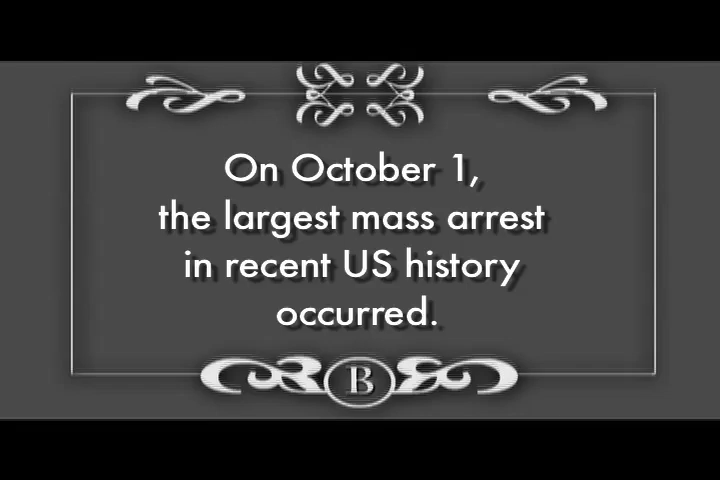 On October 1,
the largest mass arrest
in recent US history
occurred.
B